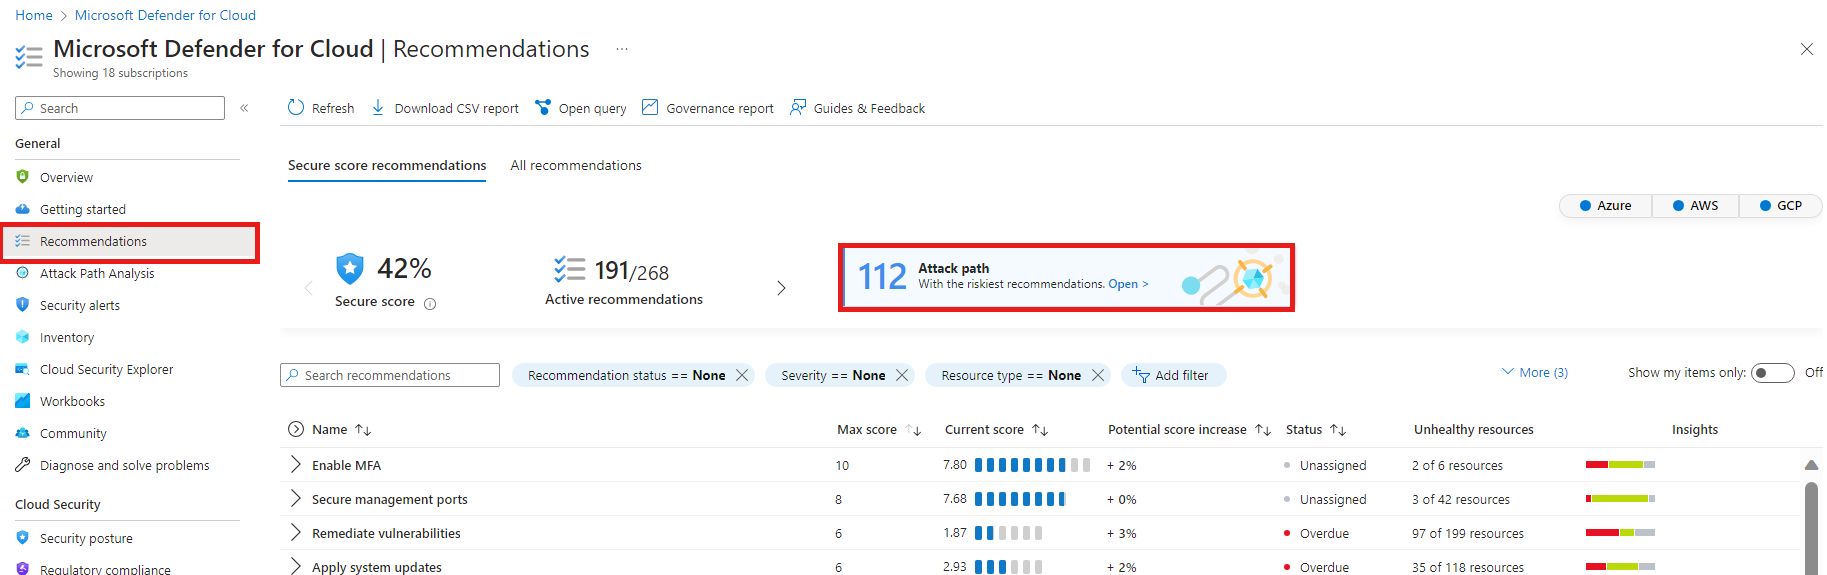 Home > Microsoft Defender for Cloud
Microsoft Defender for Cloud | Recommendations ...
Showing 18 subscriptions
Search «
Refresh Download CSV report Open query Governance report Guides & Feedback
General
Overview
Getting started
Recommendations
Attack Path Analysis
Security alerts
Inventory
Cloud Security Explorer
Workbooks
Community
Diagnose and solve problems
Cloud Security
Security posture
Regulatory compliance
Secure score recommendations All recommendations
Azure AWS GCP
42%
Secure score
191/268
Active recommendations
112 Attack path
With the riskiest recommendations. Open >
Search recommendations Recommendation status == None Severity == None Resource type == None Add filter More (3) Show my items only: Off
Name Max score Current score Potential score increase Status Unhealthy resources Insights
Enable MFA 10 7.80 + 2% Unassigned 2 of 6 resources
Secure management ports 8 7.68 + 0% Unassigned 3 of 42 resources
Remediate vulnerabilities 6 1.87 + 3% Overdue 97 of 199 resources
Apply system updates 6 2.93 + 2% Overdue 35 of 118 resources